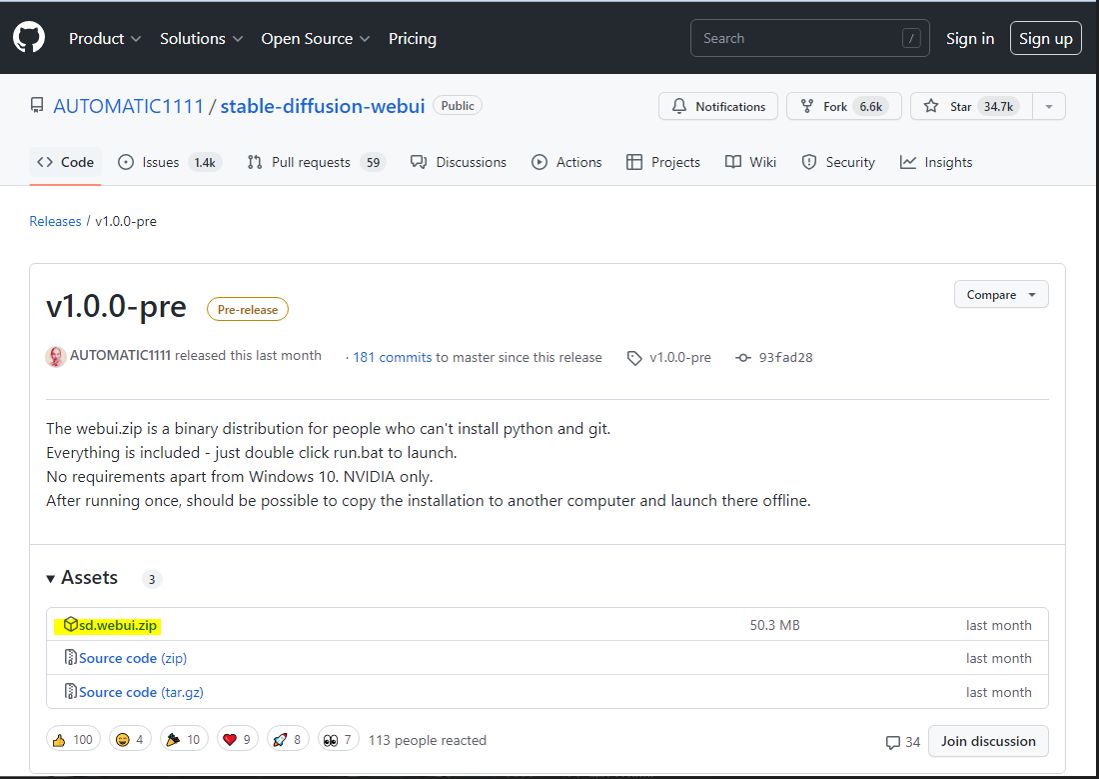 Product Solutions Open Source Pricing Search / Sign in Sign up
AUTOMATIC1111 / stable-diffusion-webui Public Notifications Fork 6.6k Star 34.7k
Code Issues 1.4k Pull requests 59 Discussions Actions Projects Wiki Security Insights
Releases / v1.0.0-pre
v1.0.0-pre Pre-release Compare
AUTOMATIC1111 released this last month · 181 commits to master since this release v1.0.0-pre 93fad28
The webui.zip is a binary distribution for people who can't install python and git.
Everything is included - just double click run.bat to launch.
No requirements apart from Windows 10. NVIDIA only.
After running once, should be possible to copy the installation to another computer and launch there offline.
Assets 3
sd.webui.zip 50.3 MB last month
Source code (zip) last month
Source code (tar.gz) last month
100 4 10 9 8 7 113 people reacted 34 Join discussion